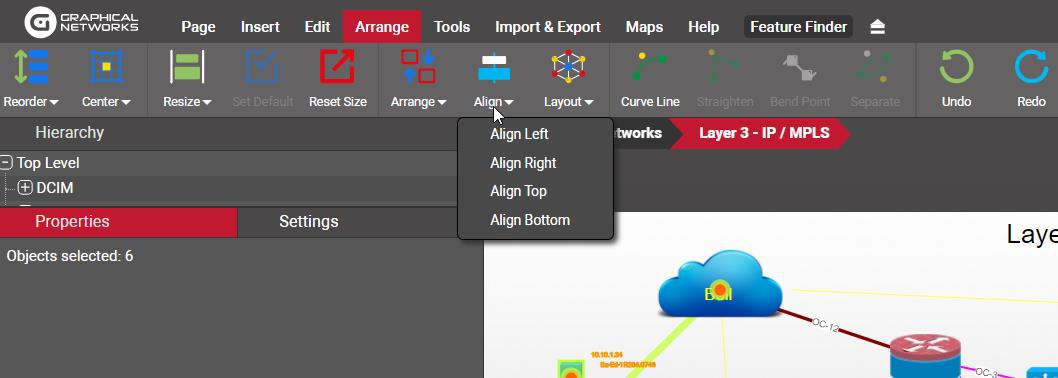 GRAPHICAL
NETWORKS
Page Insert Edit Arrange Tools Import & Export Maps Help Feature Finder
Reorder Center Resize Set Default Reset Size Arrange Align Layout Curve Line Straighten Bend Point Separate Undo Redo
Hierarchy
tworks Layer 3 - IP / MPLS
Align Left
Align Right
Align Top
Align Bottom
Top Level
DCIM
Properties Settings
Objects selected: 6
Laye
OC-12
10.10.1.34
OC-3